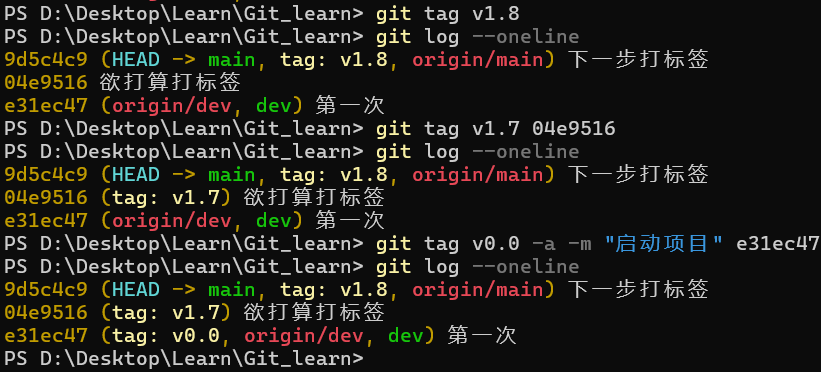 PS D:\Desktop\Learn\Git_learn> git tag v1.8
PS D:\Desktop\Learn\Git_learn> git log --oneline
9d5c4c9 (HEAD -> main, tag: v1.8, origin/main) 下一步打标签
04e9516 欲打算打标签
e31ec47 (origin/dev, dev) 第一次
PS D:\Desktop\Learn\Git_learn> git tag v1.7 04e9516
PS D:\Desktop\Learn\Git_learn> git log --oneline
9d5c4c9 (HEAD -> main, tag: v1.8, origin/main) 下一步打标签
04e9516 (tag: v1.7) 欲打算打标签
e31ec47 (origin/dev, dev) 第一次
PS D:\Desktop\Learn\Git_learn> git tag v0.0 -a -m "启动项目" e31ec47
PS D:\Desktop\Learn\Git_learn> git log --oneline
9d5c4c9 (HEAD -> main, tag: v1.8, origin/main) 下一步打标签
04e9516 (tag: v1.7) 欲打算打标签
e31ec47 (tag: v0.0, origin/dev, dev) 第一次
PS D:\Desktop\Learn\Git_learn>